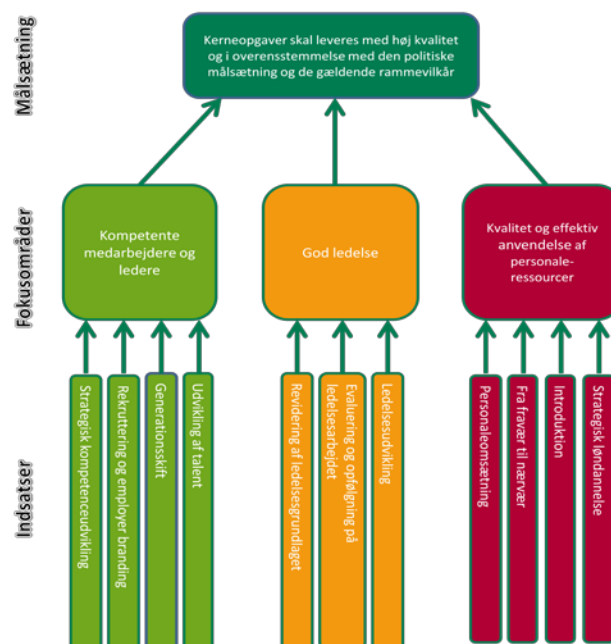 Målsætning
Kerneopgaver skal leveres med høj kvalitet
og i overensstemmelse med den politiske
målsætning og de gældende rammevilkår
Fokusområder
Kompetente
medarbejdere og
ledere
God ledelse
Kvalitet og effektiv
anvendelse af
personale-
ressourcer
Indsatser
Strategisk kompetenceudvikling
Rekruttering og employer branding
Generationsskift
Udvikling af talent
Revidering af ledelsesgrundlaget
Evaluering og opfølgning på
ledelsesarbejdet
Ledelsesudvikling
Personaleomsætning
Fra fravær til nærvær
Introduktion
Strategisk løndannelse